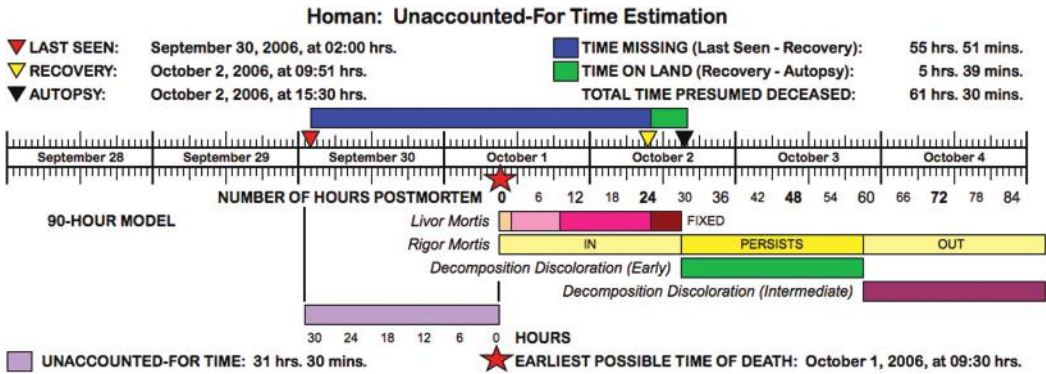 Homan: Unaccounted-For Time Estimation
LAST SEEN: September 30, 2006, at 02:00 hrs. TIME MISSING (Last Seen - Recovery): 55 hrs. 51 mins.
RECOVERY: October 2, 2006, at 09:51 hrs. TIME ON LAND (Recovery - Autopsy): 5 hrs. 39 mins.
AUTOPSY: October 2, 2006, at 15:30 hrs. TOTAL TIME PRESUMED DECEASED: 61 hrs. 30 mins.
September 28 September 29 September 30 October 1 October 2 October 3 October 4
NUMBER OF HOURS POSTMORTEM 0 6 12 18 24 30 36 42 48 54 60 66 72 78 84
90-HOUR MODEL Livor Mortis FIXED
Rigor Mortis IN PERSISTS OUT
Decomposition Discoloration (Early)
Decomposition Discoloration (Intermediate)
30 24 18 12 6 0 HOURS
UNACCOUNTED-FOR TIME: 31 hrs. 30 mins. EARLIEST POSSIBLE TIME OF DEATH: October 1, 2006, at 09:30 hrs.